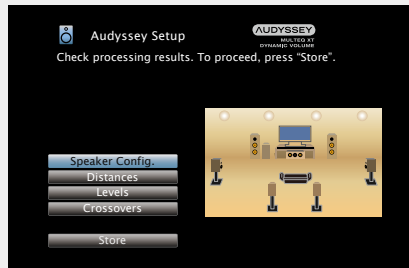 Audyssey Setup
AUDYSSEY
MULTEQ XT
DYNAMIC VOLUME
Check processing results. To proceed, press “Store”.
Speaker Config.
Distances
Levels
Crossovers
Store